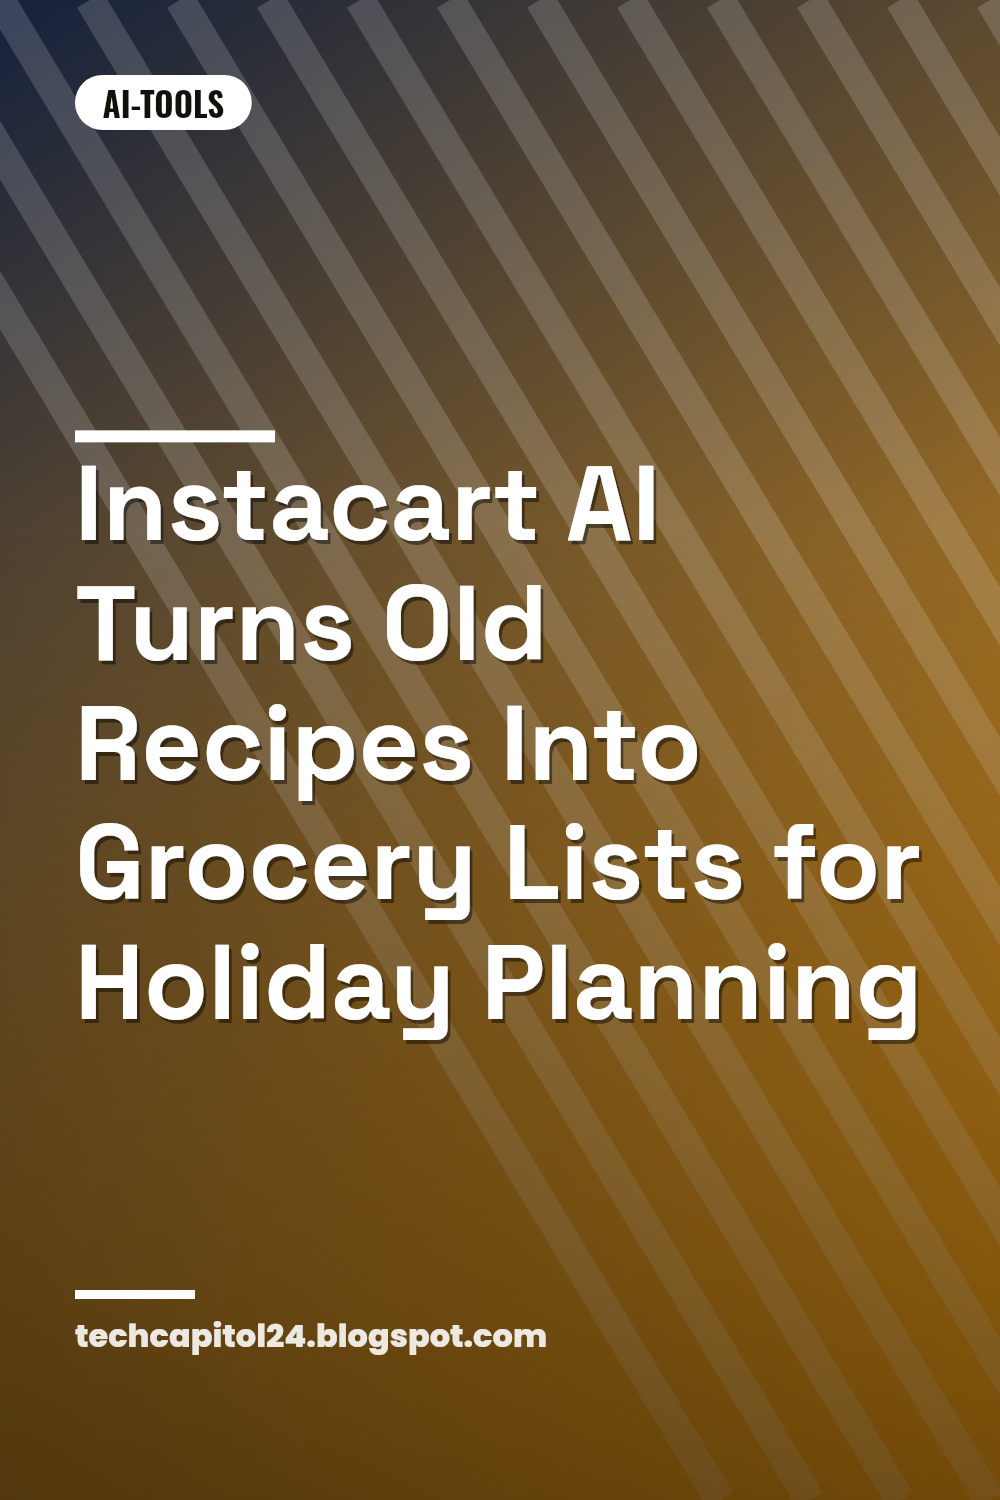 AI-TOOLS
Instacart AI
Turns Old
Recipes Into
Grocery Lists for
Holiday Planning
techcapitol24.blogspot.com